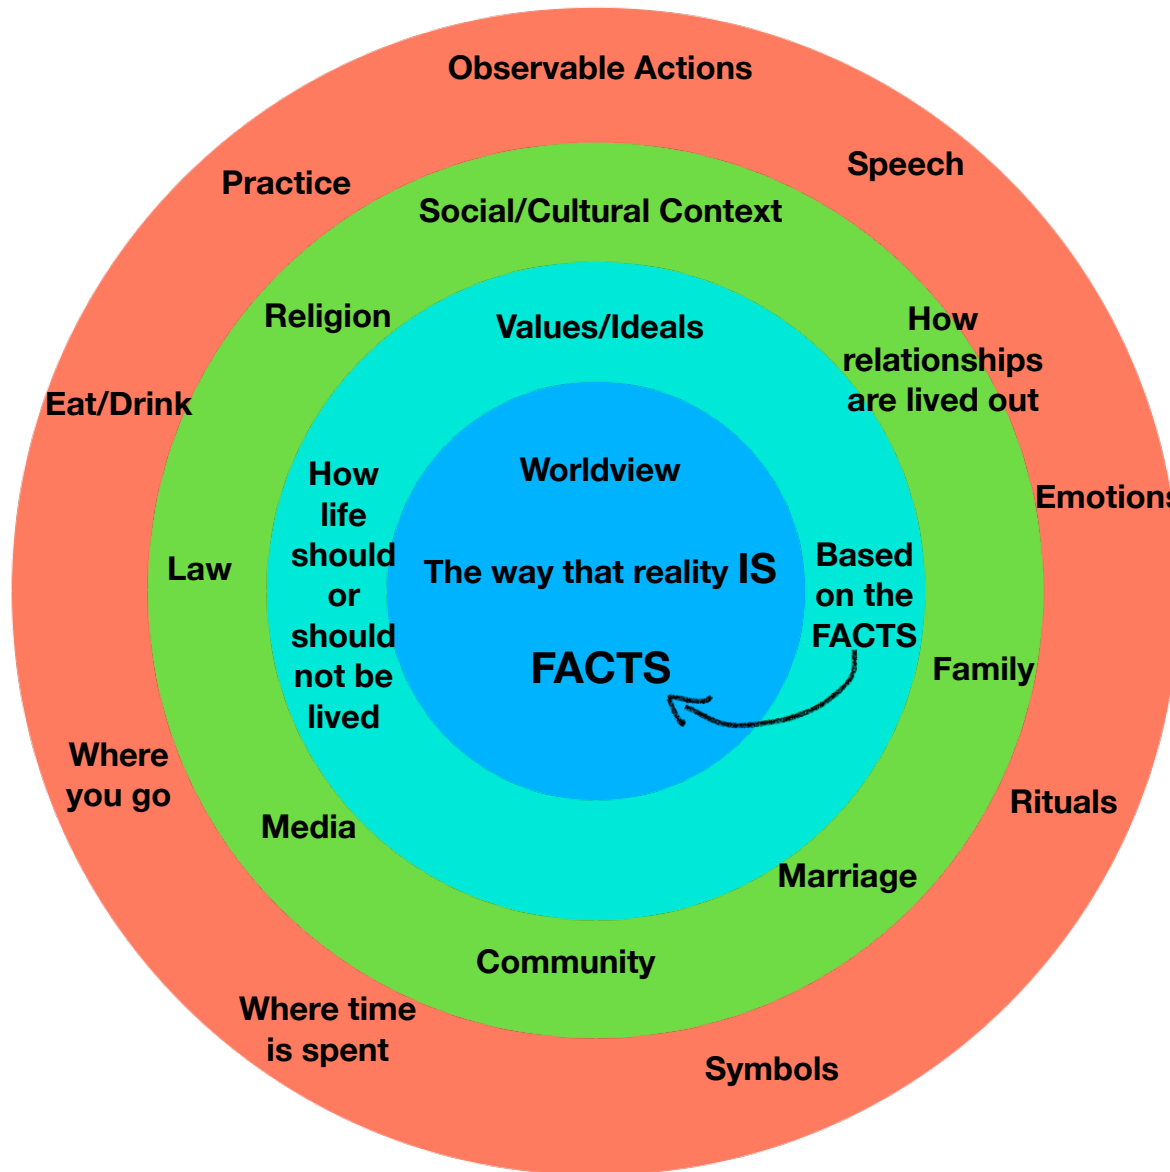 Observable Actions
Speech
Practice
Social/Cultural Context
Religion
How
relationships
are lived out
Values/Ideals
Eat/Drink
Worldview
How
life
should
or
should
not be
lived
Emotions
The way that reality IS
Based
on the
FACTS
Law
FACTS
Family
Where
you go
Rituals
Media
Marriage
Community
Where time
is spent
Symbols